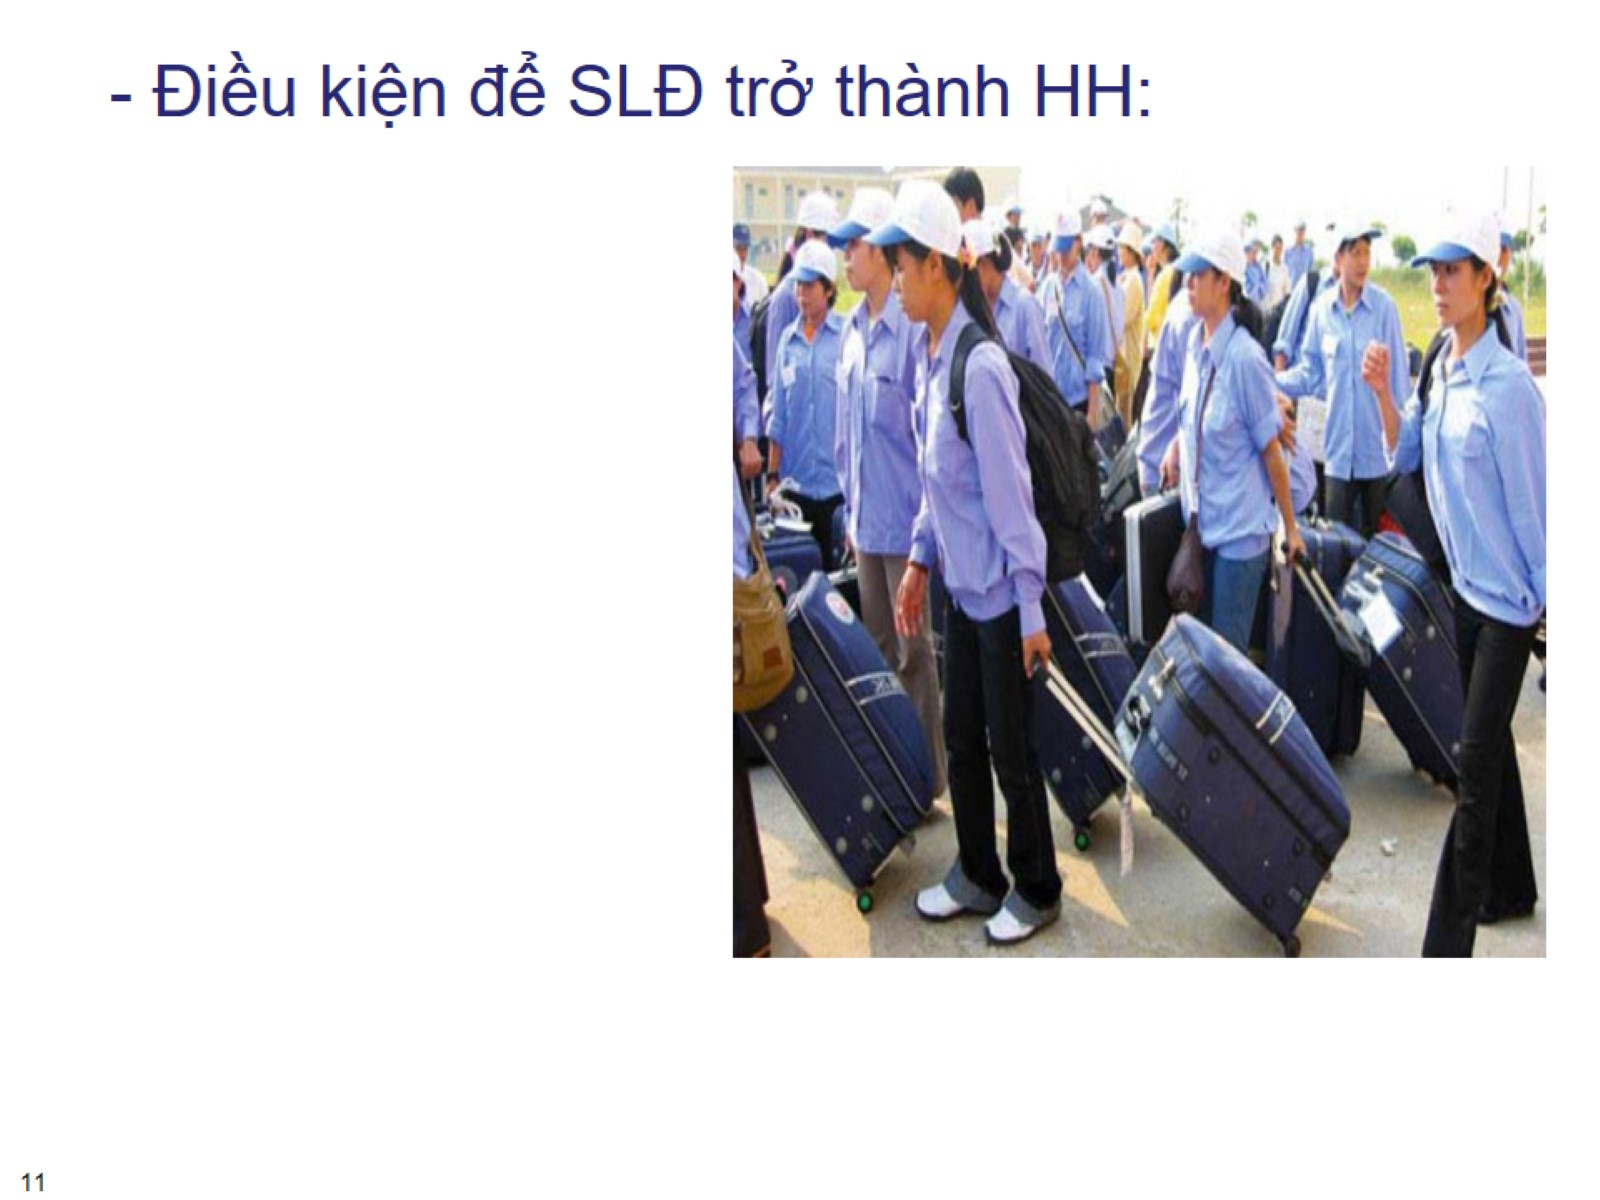 - Điều kiện để SLĐ trở thành HH:
11